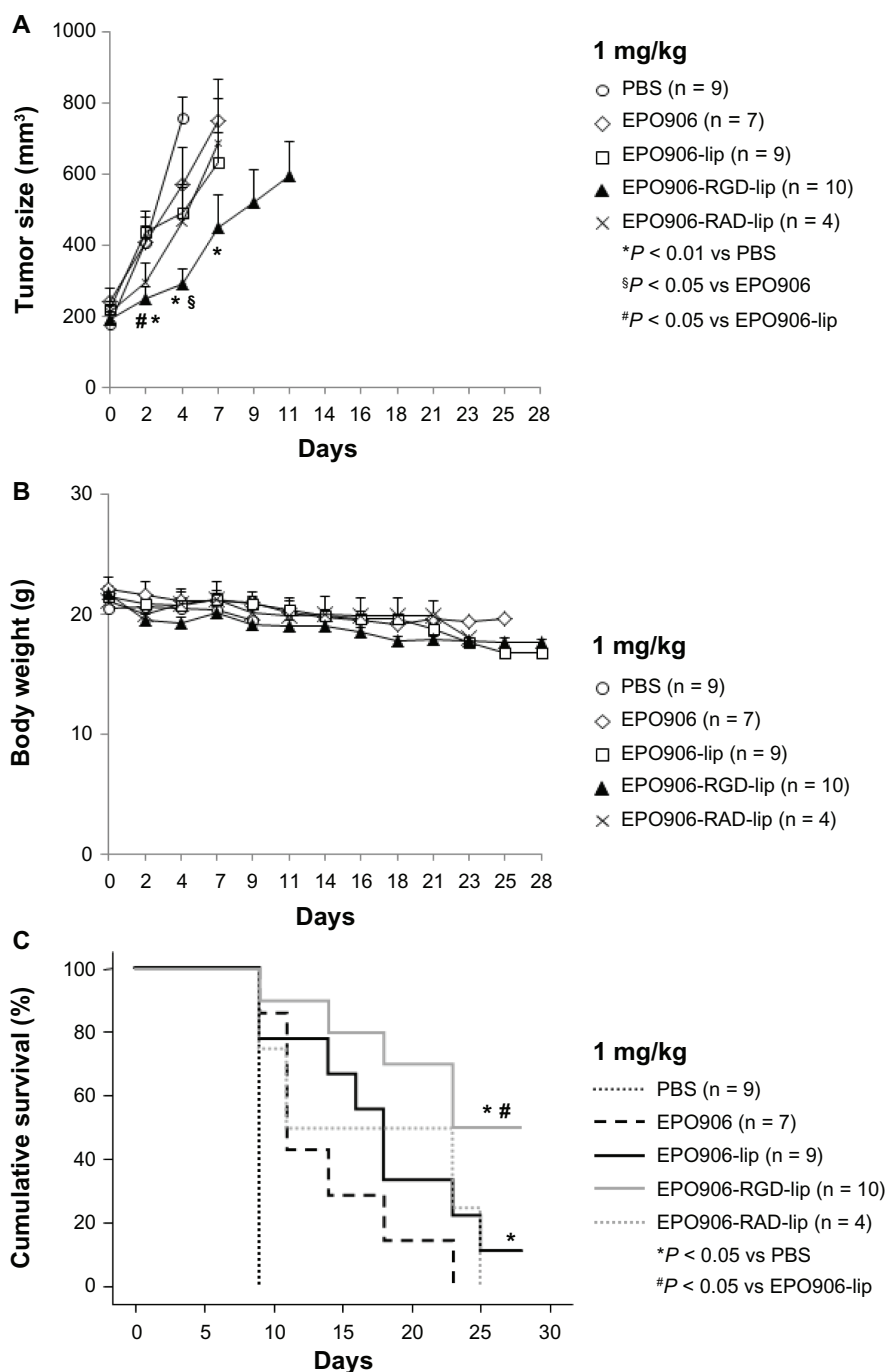 A
1000
800
600
400
200
0
Tumor size (mm³)
0 2 4 7 9 11 14 16 18 21 23 25 28
Days
# *
* §
*
1 mg/kg
PBS (n = 9)
EPO906 (n = 7)
EPO906-lip (n = 9)
EPO906-RGD-lip (n = 10)
EPO906-RAD-lip (n = 4)
*P < 0.01 vs PBS
§P < 0.05 vs EPO906
#P < 0.05 vs EPO906-lip
B
30
20
10
0
Body weight (g)
0 2 4 7 9 11 14 16 18 21 23 25 28
Days
1 mg/kg
PBS (n = 9)
EPO906 (n = 7)
EPO906-lip (n = 9)
EPO906-RGD-lip (n = 10)
EPO906-RAD-lip (n = 4)
C
100
80
60
40
20
0
Cumulative survival (%)
0 5 10 15 20 25 30
Days
* #
*
1 mg/kg
PBS (n = 9)
EPO906 (n = 7)
EPO906-lip (n = 9)
EPO906-RGD-lip (n = 10)
EPO906-RAD-lip (n = 4)
*P < 0.05 vs PBS
#P < 0.05 vs EPO906-lip